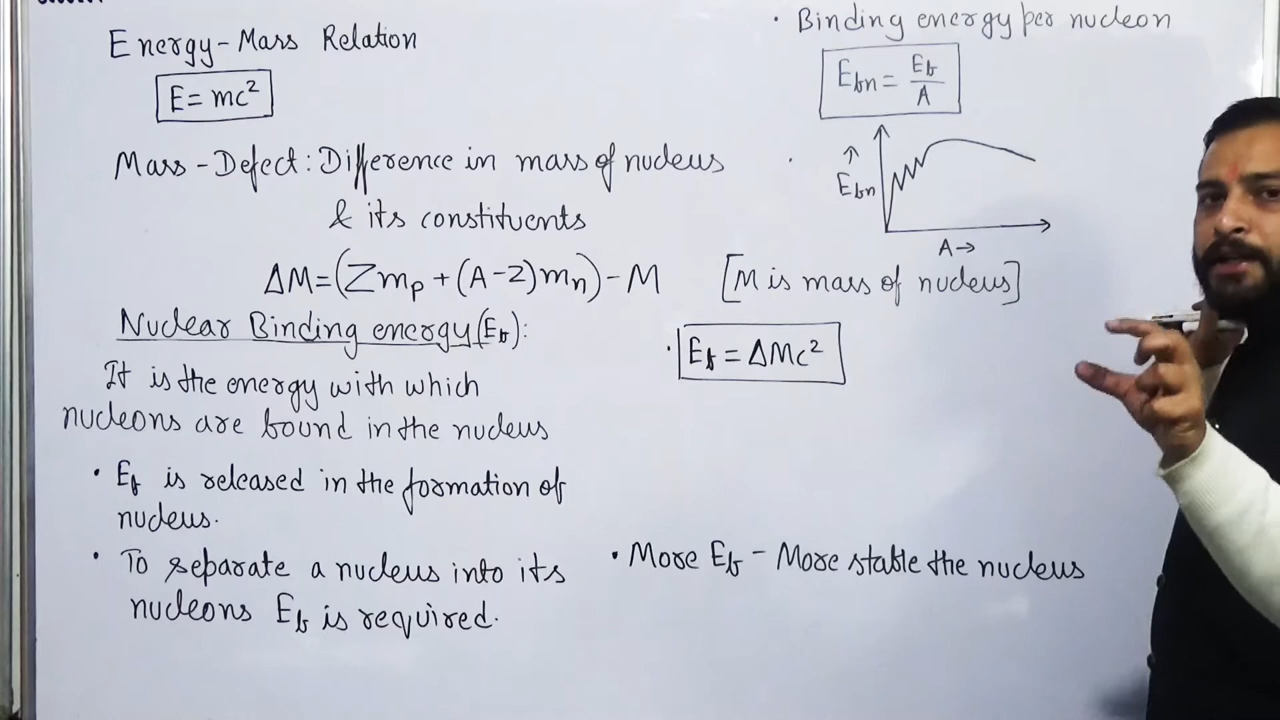 Energy-Mass Relation
E = mc²
Mass-Defect: Difference in mass of nucleus
& its constituents
ΔM = (Zmp + (A-Z)mn) - M [M is mass of nucleus]
Nuclear Binding energy (Eb):
It is the energy with which
nucleons are bound in the nucleus
• Eb is released in the formation of
nucleus.
• To separate a nucleus into its
nucleons Eb is required.
• Binding energy per nucleon
Ebn = Eb/A
↑
Ebn
A→
• Eb = ΔMc²
• More Eb - More stable the nucleus